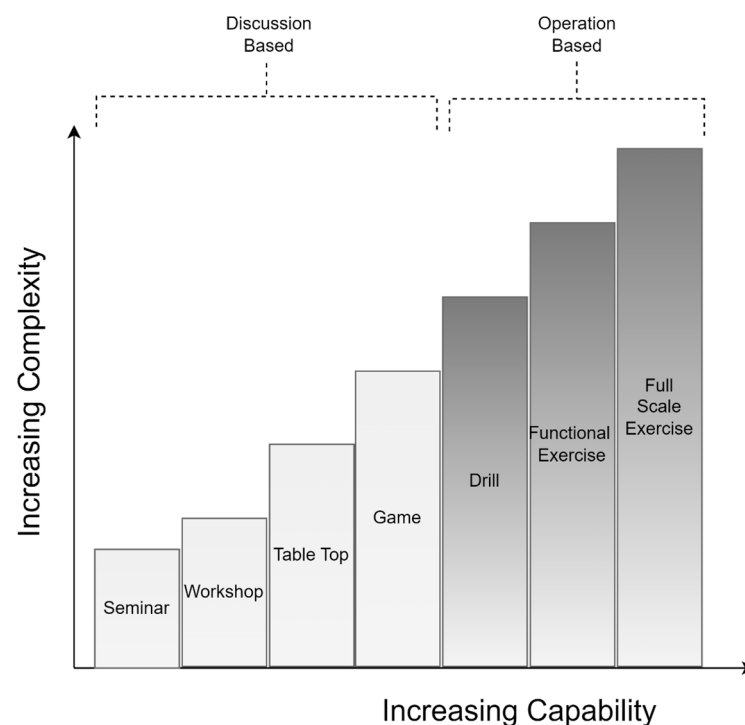 Discussion
Based
Operation
Based
Increasing Complexity
Seminar
Workshop
Table Top
Game
Drill
Functional
Exercise
Full
Scale
Exercise
Increasing Capability